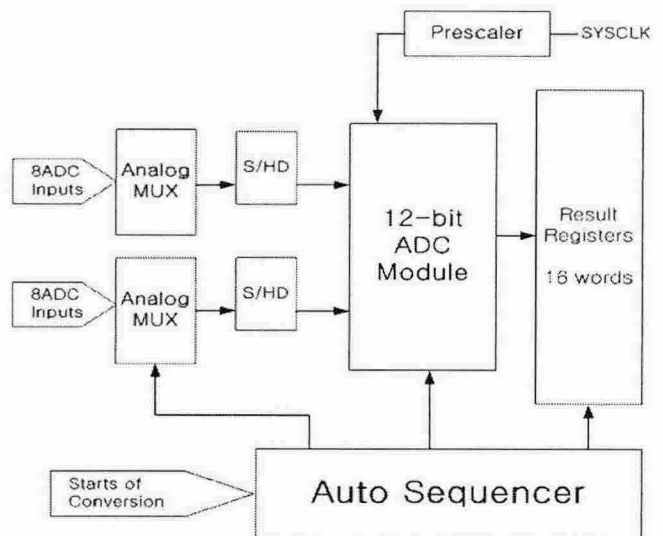 Prescaler
SYSCLK
8ADC
Inputs
Analog
MUX
S/HD
12-bit
ADC
Module
Result
Registers
16 words
8ADC
Inputs
Analog
MUX
S/HD
Starts of
Conversion
Auto Sequencer